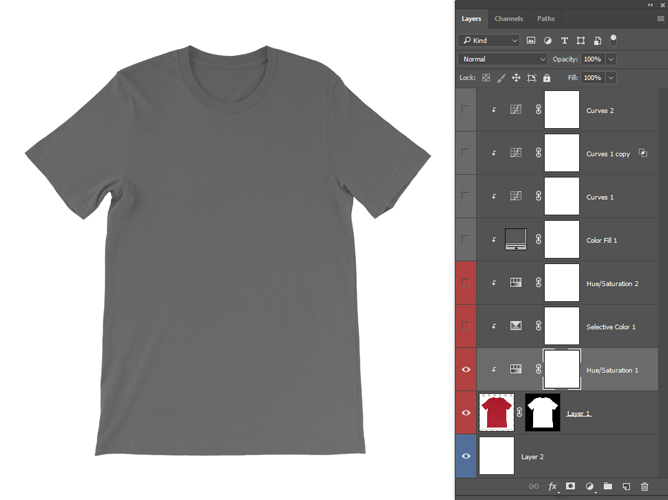 Layers Channels Paths
Kind
Normal Opacity: 100%
Lock: Fill: 100%
Curves 2
Curves 1 copy
Curves 1
Color Fill 1
Hue/Saturation 2
Selective Color 1
Hue/Saturation 1
Layer 1
Layer 2
fx